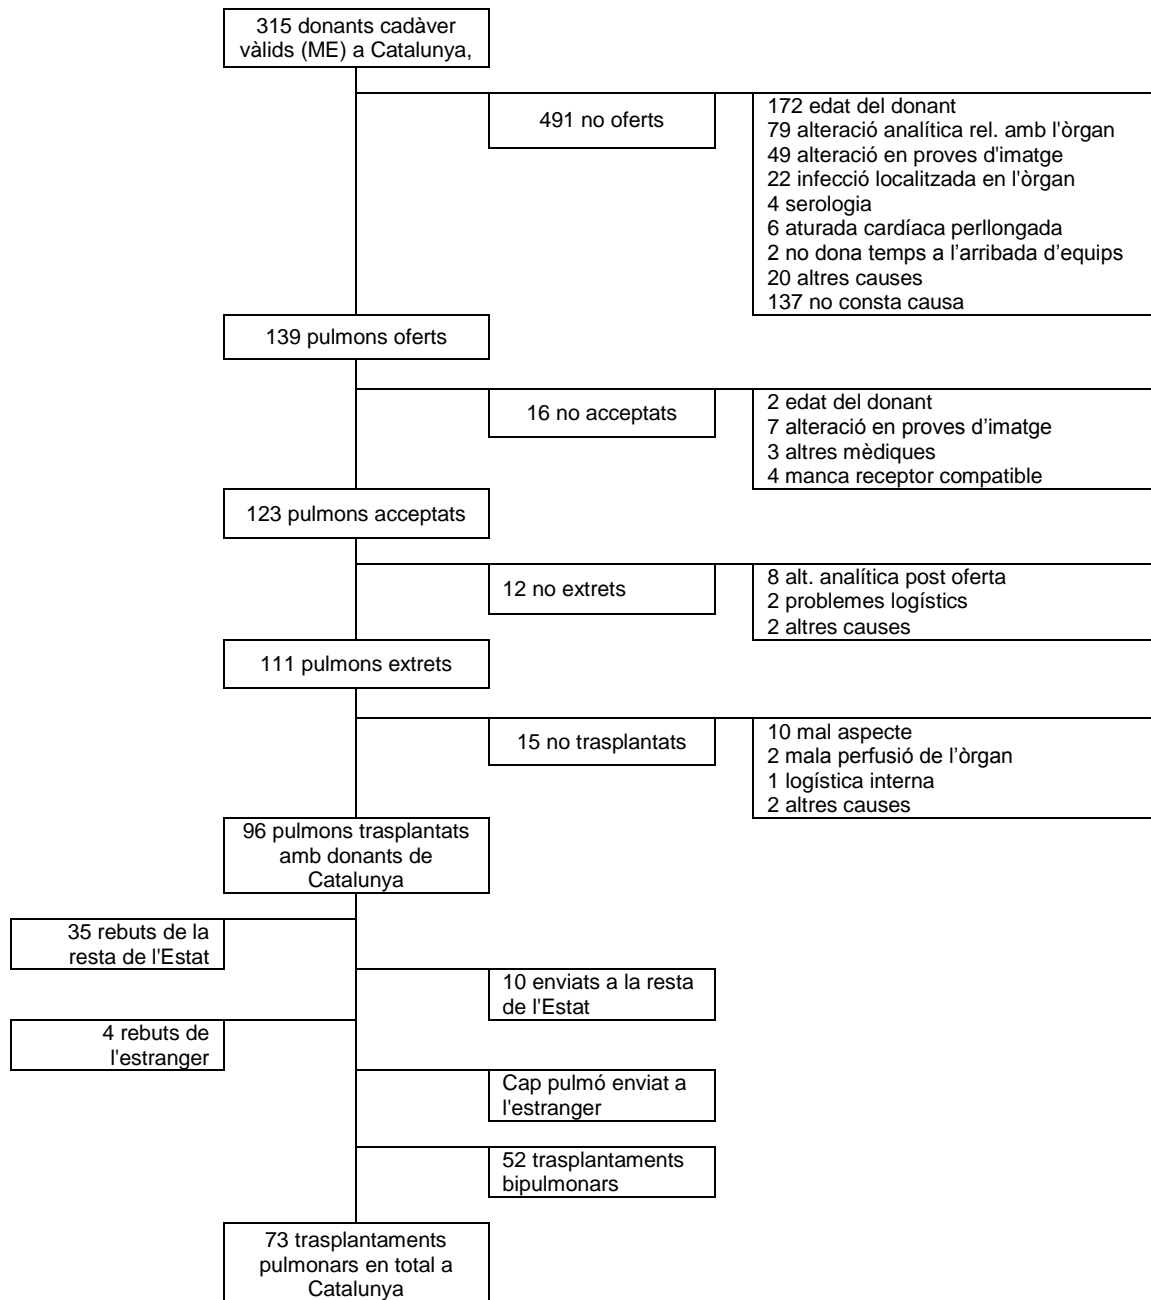 315 donants cadàver
vàlids (ME) a Catalunya,
491 no oferts
172 edat del donant
79 alteració analítica rel. amb l'òrgan
49 alteració en proves d'imatge
22 infecció localitzada en l'òrgan
4 serologia
6 aturada cardíaca perllongada
2 no dona temps a l’arribada d’equips
20 altres causes
137 no consta causa
139 pulmons oferts
16 no acceptats
2 edat del donant
7 alteració en proves d’imatge
3 altres mèdiques
4 manca receptor compatible
123 pulmons acceptats
12 no extrets
8 alt. analítica post oferta
2 problemes logístics
2 altres causes
111 pulmons extrets
15 no trasplantats
10 mal aspecte
2 mala perfusió de l’òrgan
1 logística interna
2 altres causes
96 pulmons trasplantats
amb donants de
Catalunya
35 rebuts de la
resta de l'Estat
10 enviats a la resta
de l'Estat
4 rebuts de
l'estranger
Cap pulmó enviat a
l'estranger
52 trasplantaments
bipulmonars
73 trasplantaments
pulmonars en total a
Catalunya